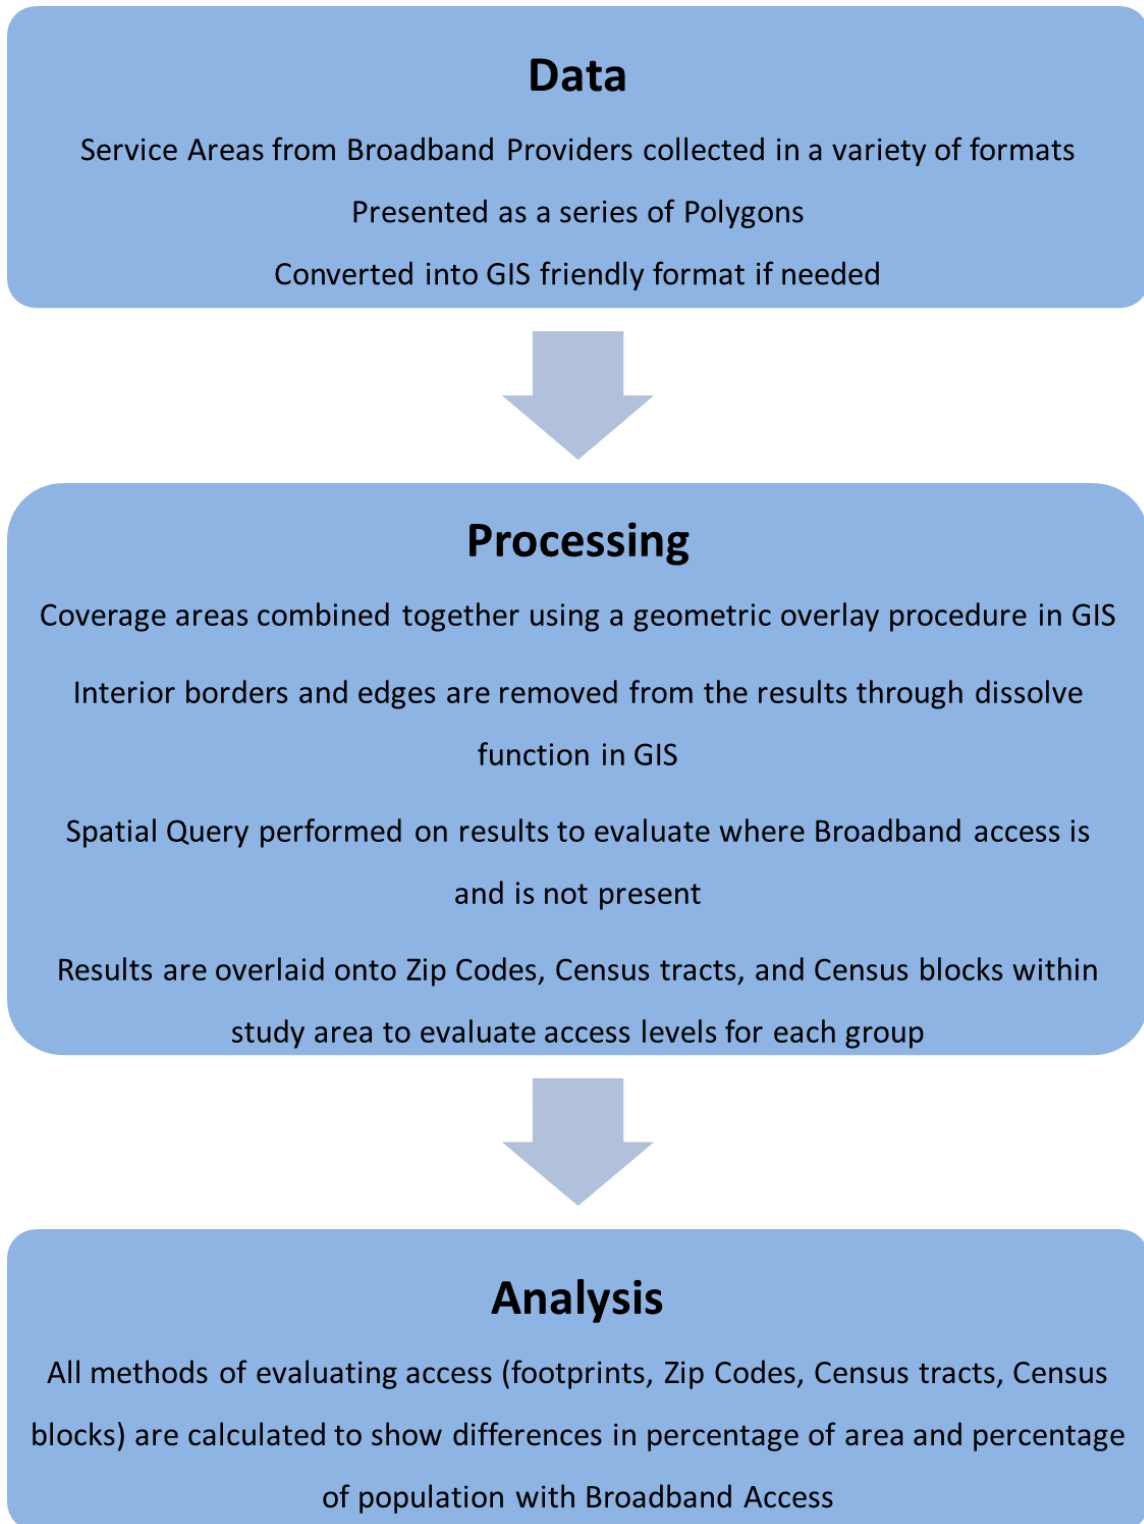 Data
Service Areas from Broadband Providers collected in a variety of formats
Presented as a series of Polygons
Converted into GIS friendly format if needed
Processing
Coverage areas combined together using a geometric overlay procedure in GIS
Interior borders and edges are removed from the results through dissolve
function in GIS
Spatial Query performed on results to evaluate where Broadband access is
and is not present
Results are overlaid onto Zip Codes, Census tracts, and Census blocks within
study area to evaluate access levels for each group
Analysis
All methods of evaluating access (footprints, Zip Codes, Census tracts, Census
blocks) are calculated to show differences in percentage of area and percentage
of population with Broadband Access